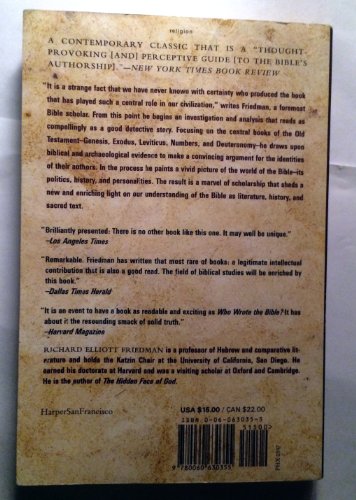 religion
A CONTEMPORARY CLASSIC THAT IS A "THOUGHT-
PROVOKING [AND] PERCEPTIVE GUIDE [TO THE BIBLE'S
AUTHORSHIP]."—NEW YORK TIMES BOOK REVIEW
"It is a strange fact that we have never known with certainty who produced the book
that has played such a central role in our civilization," writes Friedman, a foremost
Bible scholar. From this point he begins an investigation and analysis that reads as
compellingly as a good detective story. Focusing on the central books of the Old
Testament—Genesis, Exodus, Leviticus, Numbers, and Deuteronomy—he draws upon
biblical and archaeological evidence to make a convincing argument for the identities
of their authors. In the process he paints a vivid picture of the world of the Bible—its
politics, history, and personalities. The result is a marvel of scholarship that sheds a
new and enriching light on our understanding of the Bible as literature, history, and
sacred text.
"Brilliantly presented: There is no other book like this one. It may well be unique."
—Los Angeles Times
"Remarkable. Friedman has written that most rare of books: a legitimate intellectual
contribution that is also a good read. The field of biblical studies will be enriched by
this book."
—Dallas Times Herald
"It is an event to have a book as readable and exciting as Who Wrote the Bible? It has
about it the resounding smack of solid truth."
—Harvard Magazine
RICHARD ELLIOTT FRIEDMAN is a professor of Hebrew and comparative lit-
erature and holds the Katzin Chair at the University of California, San Diego. He
earned his doctorate at Harvard and was a visiting scholar at Oxford and Cambridge.
He is the author of The Hidden Face of God.
HarperSanFrancisco
USA $15.00 / CAN $22.00
ISBN 0-06-063035-3
51500
9 780060 630355